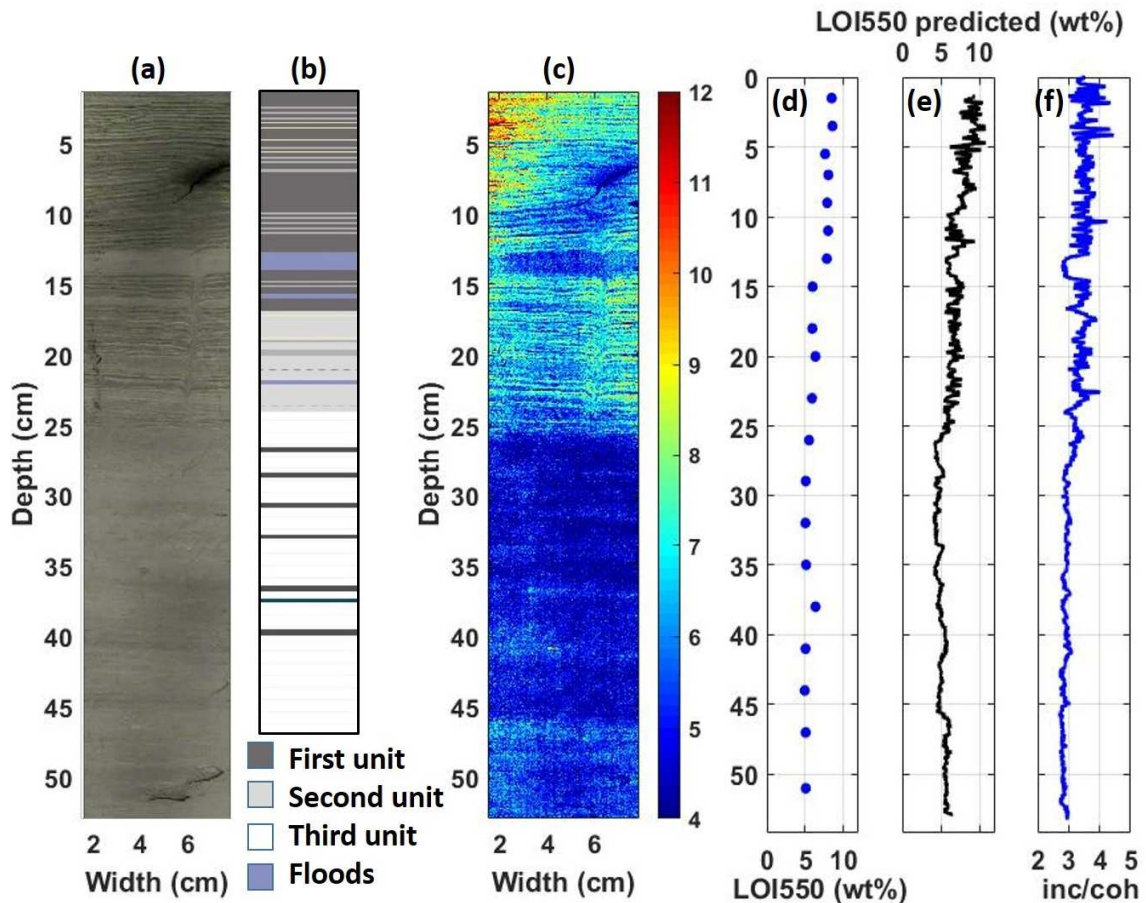 LOI550 predicted (wt%)
0 5 10
(a)
(b)
(c)
(d)
(e)
(f)
Depth (cm)
5
10
15
20
25
30
35
40
45
50
2 4 6
Width (cm)
First unit
Second unit
Third unit
Floods
Depth (cm)
5
10
15
20
25
30
35
40
45
50
2 4 6
Width (cm)
12
11
10
9
8
7
6
5
4
0
5
10
15
20
25
30
35
40
45
50
0 5 10
LOI550 (wt%)
2 3 4 5
inc/coh